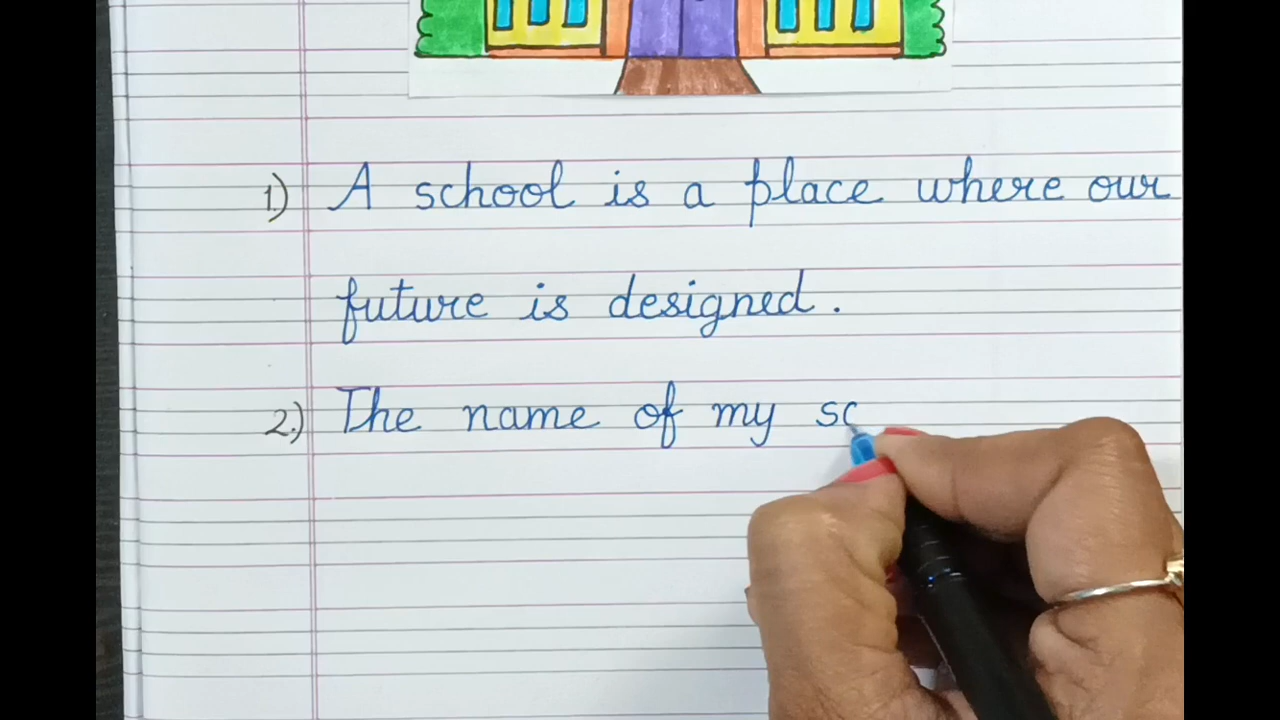 1.) A school is a place where our
future is designed.
2.) The name of my sc